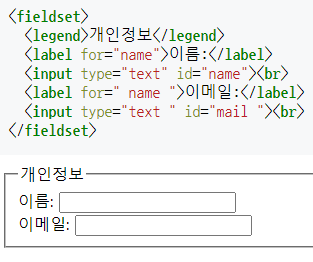 <fieldset>
<legend>개인정보</legend>
<label for="name">이름:</label>
<input type="text" id="name"><br>
<label for=" name ">이메일:</label>
<input type="text " id="mail "><br>
</fieldset>
개인정보
이름:
이메일: